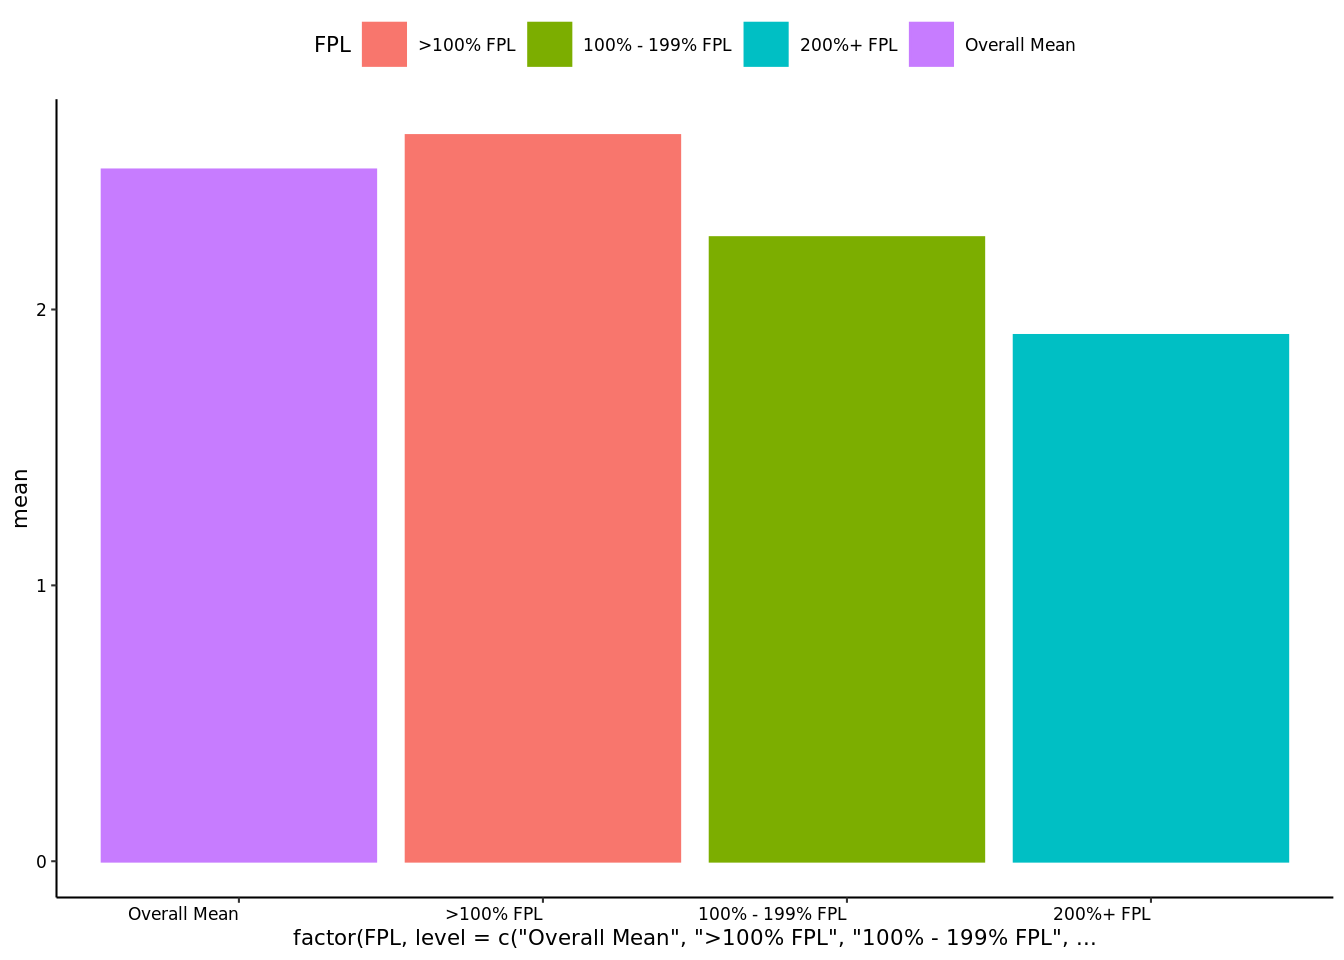 FPL >100% FPL 100% - 199% FPL 200%+ FPL Overall Mean
mean
2
1
0
Overall Mean >100% FPL 100% - 199% FPL 200%+ FPL
factor(FPL, level = c("Overall Mean", ">100% FPL", "100% - 199% FPL", ...